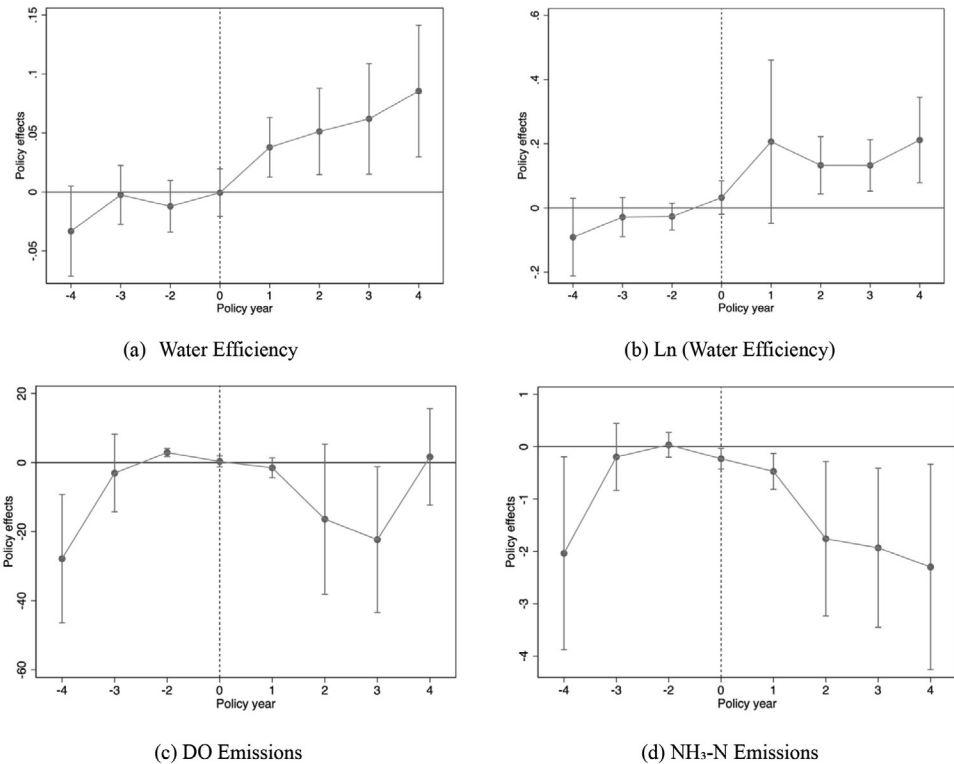 .15
.1
.05
0
-.05
Policy effects
-4 -3 -2 0 1 2 3 4
Policy year
(a) Water Efficiency
.6
.4
.2
0
-.2
Policy effects
-4 -3 -2 0 1 2 3 4
Policy year
(b) Ln (Water Efficiency)
20
0
-20
-40
-60
Policy effects
-4 -3 -2 0 1 2 3 4
Policy year
(c) DO Emissions
1
0
-1
-2
-3
-4
Policy effects
-4 -3 -2 0 1 2 3 4
Policy year
(d) NH₃-N Emissions